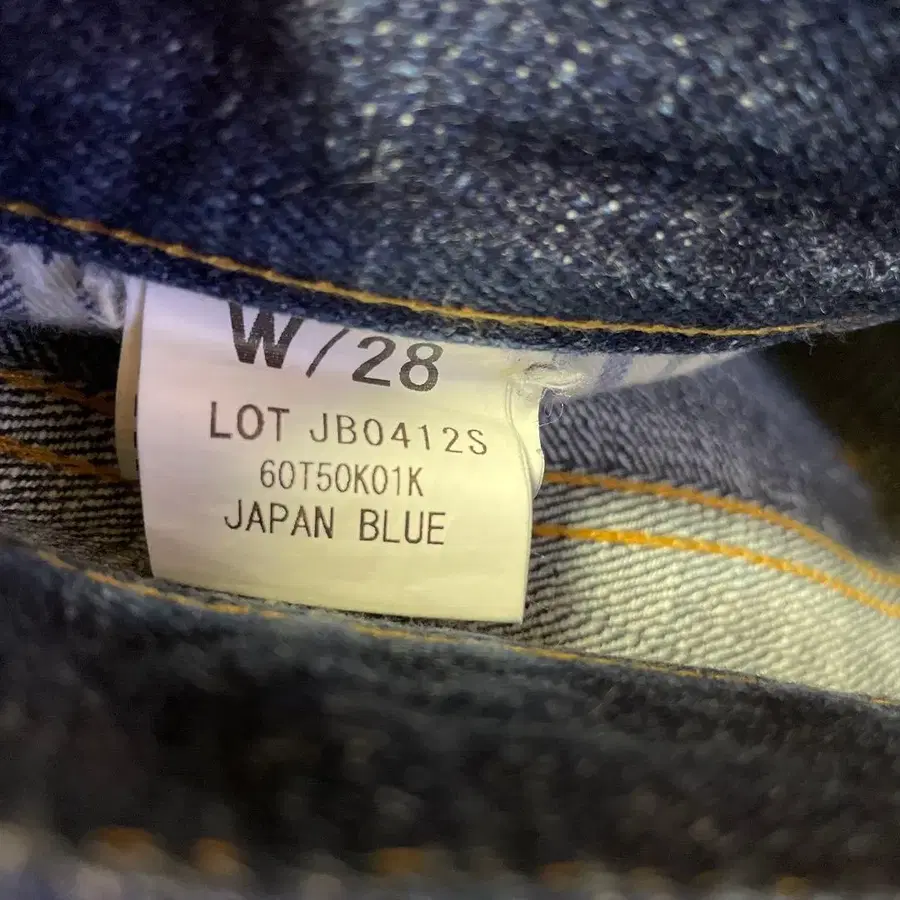 W/28
LOT JB0412S
60T50K01K
JAPAN BLUE